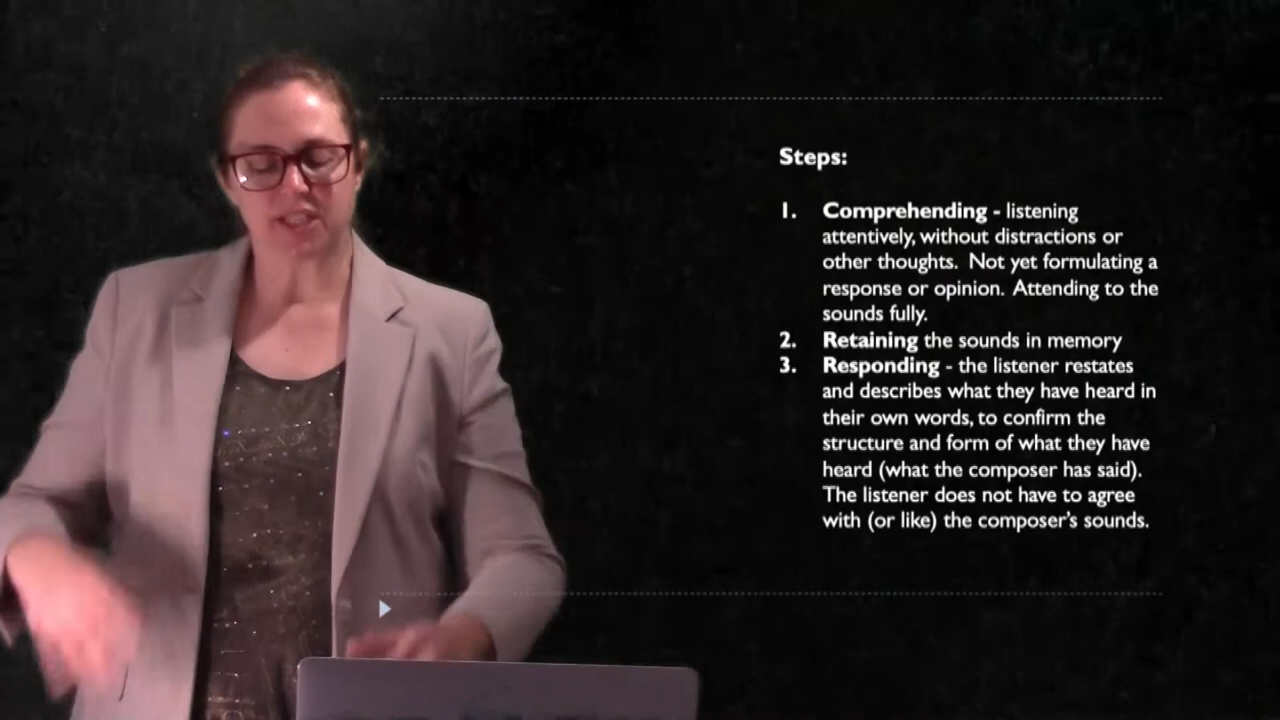 Steps:
1. Comprehending - listening
attentively, without distractions or
other thoughts. Not yet formulating a
response or opinion. Attending to the
sounds fully.
2. Retaining the sounds in memory
3. Responding - the listener restates
and describes what they have heard in
their own words, to confirm the
structure and form of what they have
heard (what the composer has said).
The listener does not have to agree
with (or like) the composer's sounds.